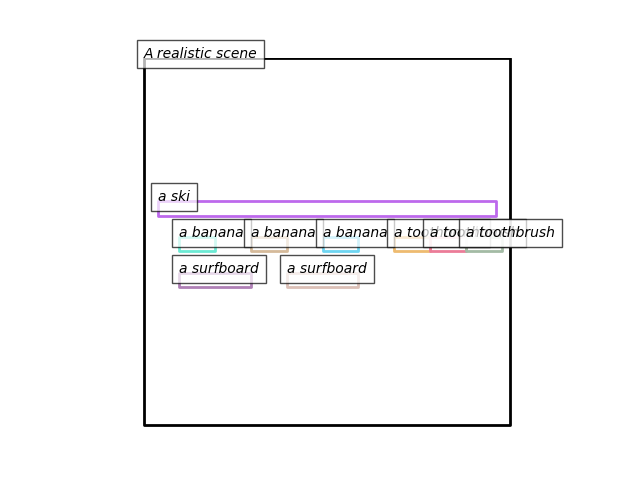 A realistic scene
a ski
a banana
a banana
a banana
a too
a too
a toothbrush
a surfboard
a surfboard